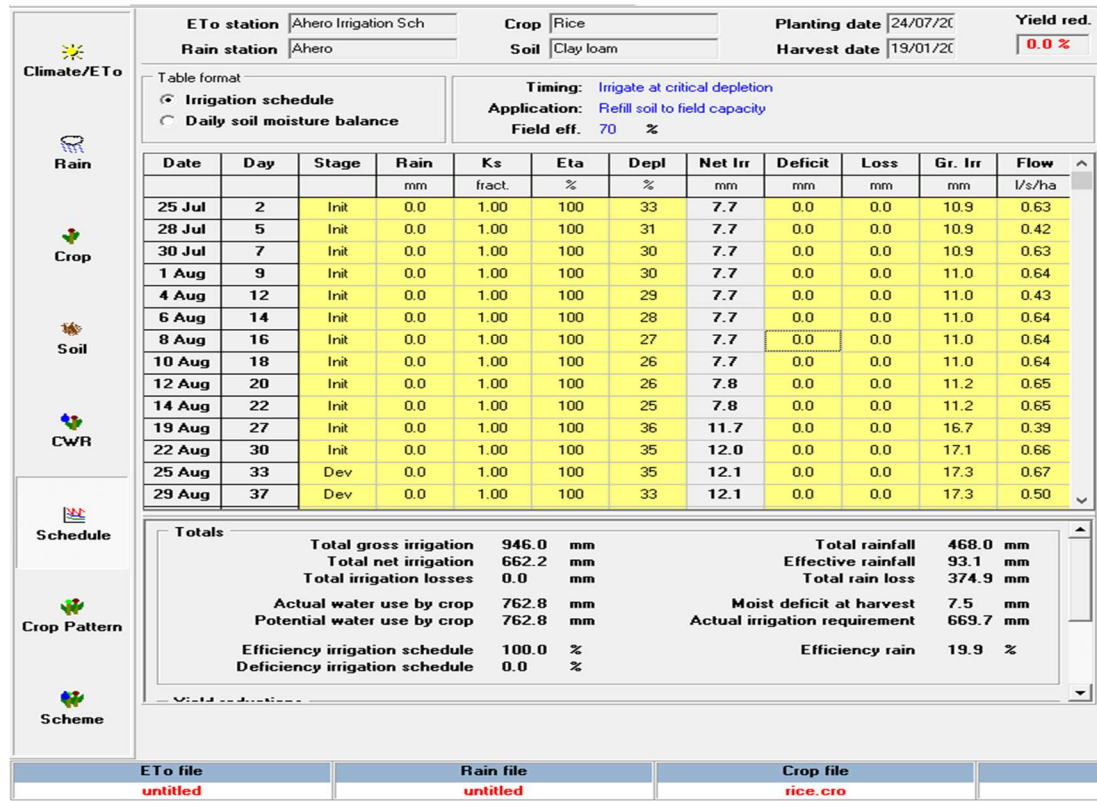 ETo station Ahero Irrigation Sch Crop Rice Planting date 24/07/20 Yield red.
Rain station Ahero Soil Clay loam Harvest date 19/01/20 0.0 %
Climate/ETo
Rain
Crop
Soil
CWR
Schedule
Crop Pattern
Scheme
Table format
Irrigation schedule
Daily soil moisture balance
Timing: Irrigate at critical depletion
Application: Refill soil to field capacity
Field eff. 70 %
Date Day Stage Rain Ks Eta Depl Net Irr Deficit Loss Gr. Irr Flow
mm fract. % % mm mm mm mm l/s/ha
25 Jul 2 Init 0.0 1.00 100 33 7.7 0.0 0.0 10.9 0.63
28 Jul 5 Init 0.0 1.00 100 31 7.7 0.0 0.0 10.9 0.42
30 Jul 7 Init 0.0 1.00 100 30 7.7 0.0 0.0 10.9 0.63
1 Aug 9 Init 0.0 1.00 100 30 7.7 0.0 0.0 11.0 0.64
4 Aug 12 Init 0.0 1.00 100 29 7.7 0.0 0.0 11.0 0.43
6 Aug 14 Init 0.0 1.00 100 28 7.7 0.0 0.0 11.0 0.64
8 Aug 16 Init 0.0 1.00 100 27 7.7 0.0 0.0 11.0 0.64
10 Aug 18 Init 0.0 1.00 100 26 7.7 0.0 0.0 11.0 0.64
12 Aug 20 Init 0.0 1.00 100 26 7.8 0.0 0.0 11.2 0.65
14 Aug 22 Init 0.0 1.00 100 25 7.8 0.0 0.0 11.2 0.65
19 Aug 27 Init 0.0 1.00 100 36 11.7 0.0 0.0 16.7 0.39
22 Aug 30 Init 0.0 1.00 100 35 12.0 0.0 0.0 17.1 0.66
25 Aug 33 Dev 0.0 1.00 100 35 12.1 0.0 0.0 17.3 0.67
29 Aug 37 Dev 0.0 1.00 100 33 12.1 0.0 0.0 17.3 0.50
Totals
Total gross irrigation 946.0 mm Total rainfall 468.0 mm
Total net irrigation 662.2 mm Effective rainfall 93.1 mm
Total irrigation losses 0.0 mm Total rain loss 374.9 mm
Actual water use by crop 762.8 mm Moist deficit at harvest 7.5 mm
Potential water use by crop 762.8 mm Actual irrigation requirement 669.7 mm
Efficiency irrigation schedule 100.0 % Efficiency rain 19.9 %
Deficiency irrigation schedule 0.0 %
ETo file Rain file Crop file
untitled untitled rice.cro